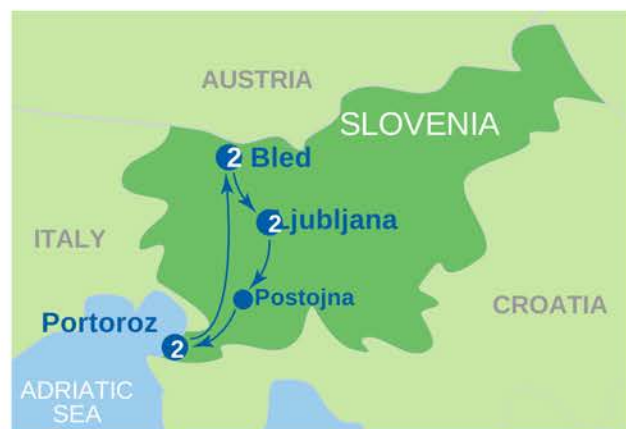 AUSTRIA
SLOVENIA
2 Bled
2 Ljubljana
ITALY
Postojna
CROATIA
Portoroz
2
ADRIATIC
SEA